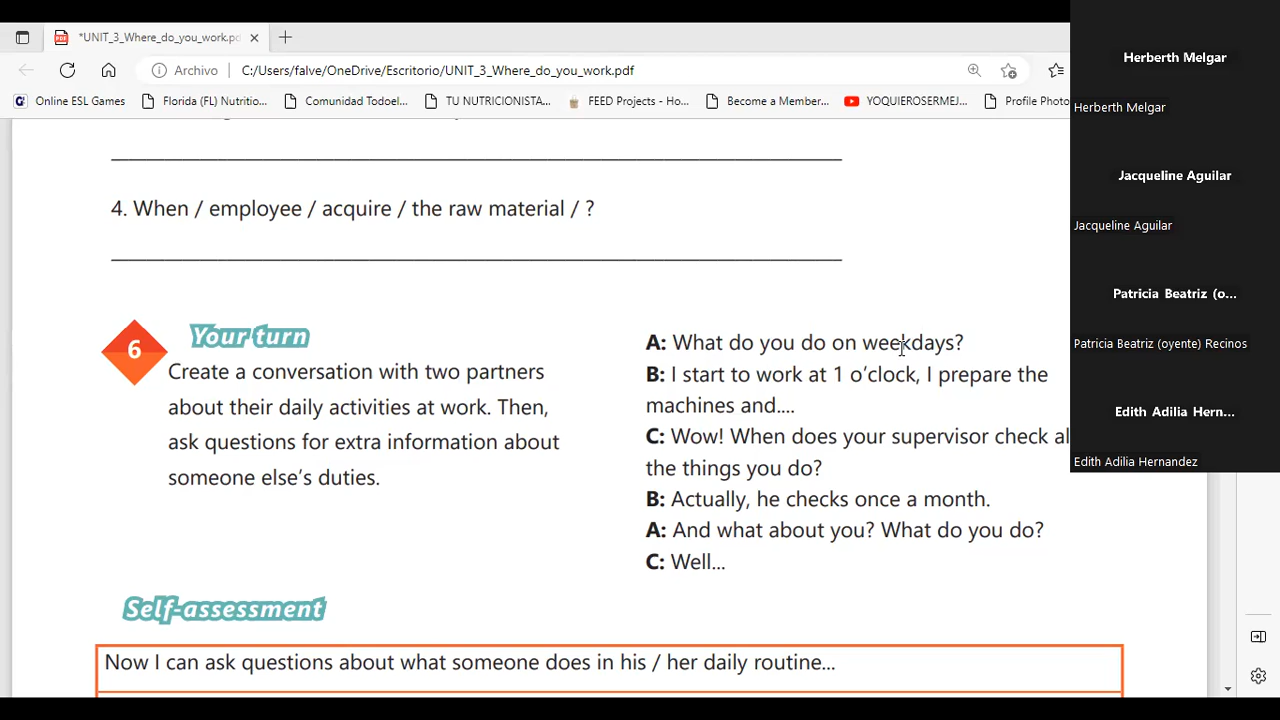 *UNIT_3_Where_do_you_work.pd
Archivo
C:/Users/falve/OneDrive/Escritorio/UNIT_3_Where_do_you_work.pdf
Online ESL Games
Florida (FL) Nutritio...
Comunidad Todoel...
TU NUTRICIONISTA...
FEED Projects - Ho...
Become a Member...
YOQUIEROSERMEJ...
Profile Photo
4. When / employee / acquire / the raw material / ?
6
Your turn
Create a conversation with two partners
about their daily activities at work. Then,
ask questions for extra information about
someone else's duties.
A: What do you do on weekdays?
B: I start to work at 1 o'clock, I prepare the
machines and....
C: Wow! When does your supervisor check al
the things you do?
B: Actually, he checks once a month.
A: And what about you? What do you do?
C: Well...
Self-assessment
Now I can ask questions about what someone does in his / her daily routine...
Herberth Melgar
Herberth Melgar
Jacqueline Aguilar
Jacqueline Aguilar
Patricia Beatriz (o...
Patricia Beatriz (oyente) Recinos
Edith Adilia Hern...
Edith Adilia Hernandez